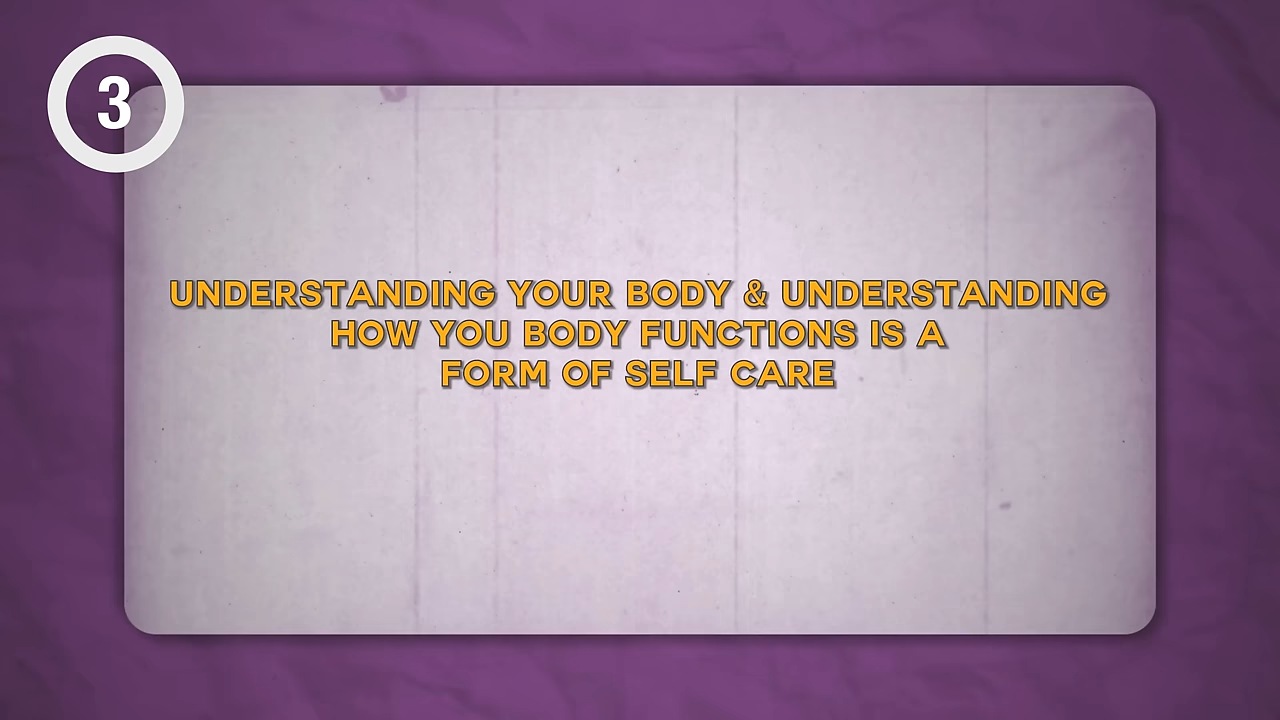 3
UNDERSTANDING YOUR BODY & UNDERSTANDING
HOW YOU BODY FUNCTIONS IS A
FORM OF SELF CARE